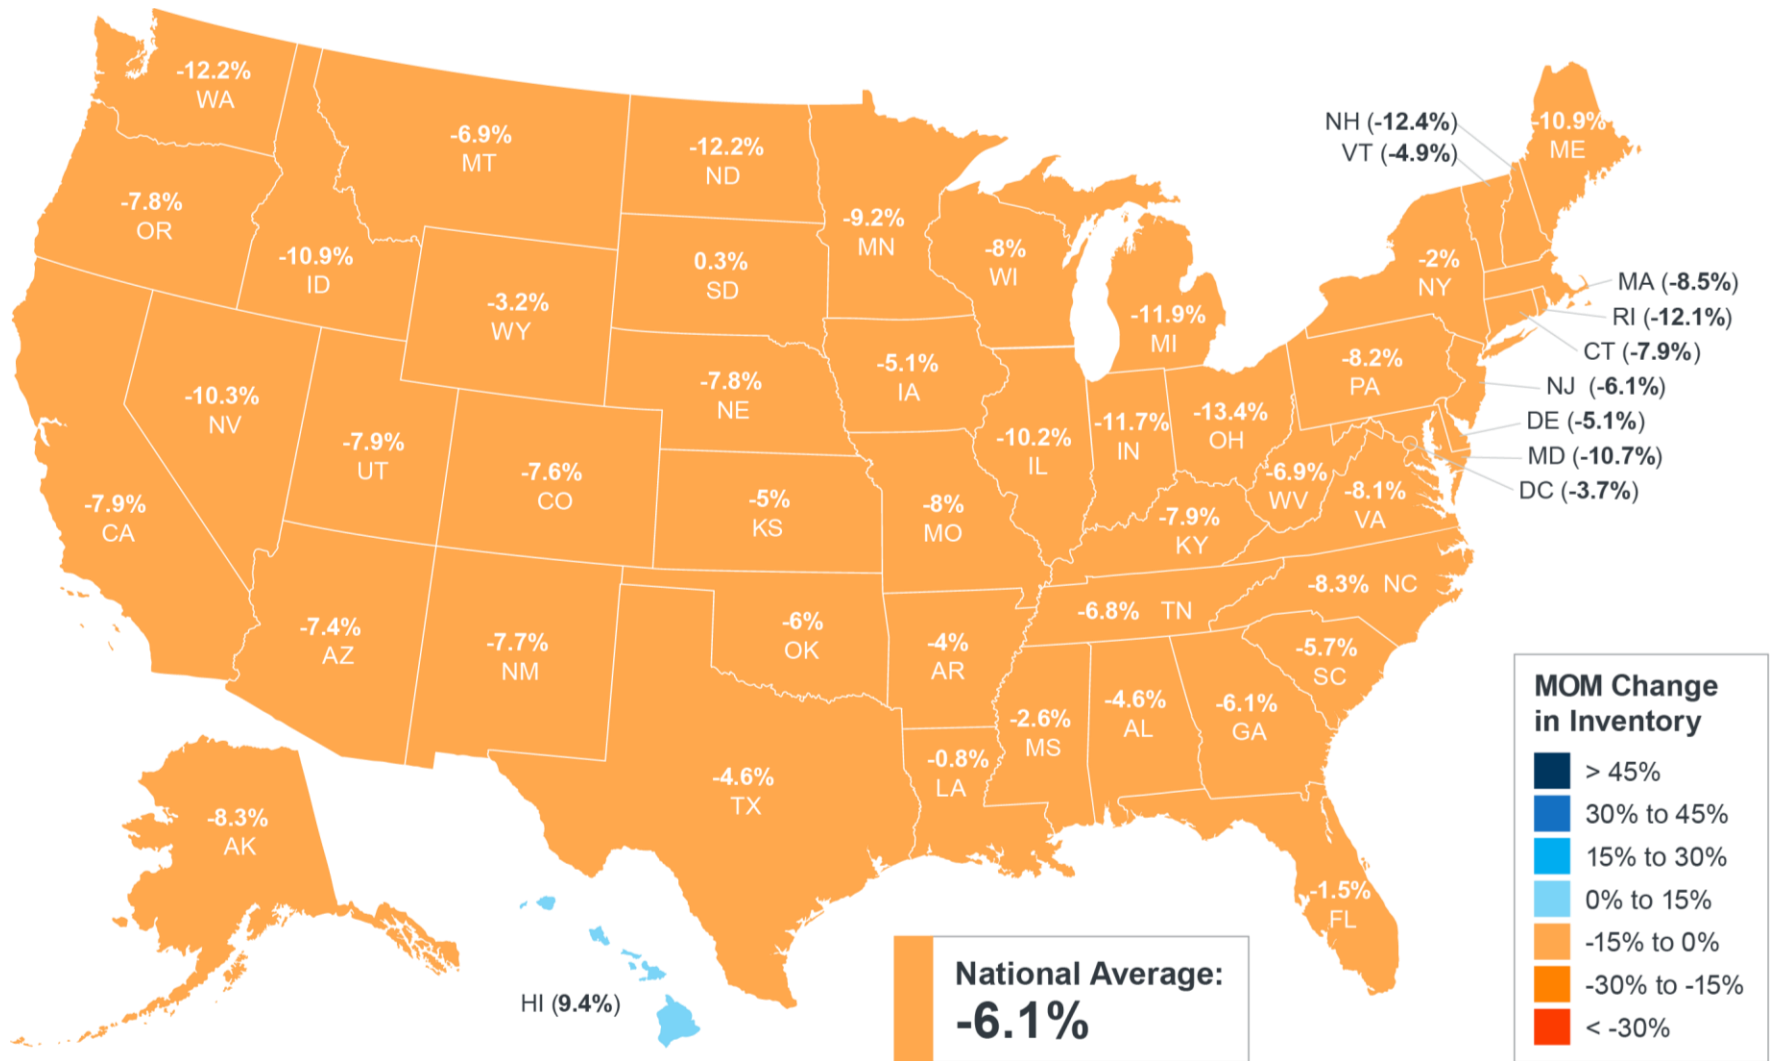 -12.2%
WA
-6.9%
MT
-12.2%
ND
NH (-12.4%)
VT (-4.9%)
-10.9%
ME
-7.8%
OR
-10.9%
ID
-3.2%
WY
0.3%
SD
-9.2%
MN
-8%
WI
-11.9%
MI
-2%
NY
MA (-8.5%)
RI (-12.1%)
CT (-7.9%)
NJ (-6.1%)
DE (-5.1%)
MD (-10.7%)
DC (-3.7%)
-10.3%
NV
-7.9%
UT
-7.6%
CO
-7.8%
NE
-5.1%
IA
-10.2%
IL
-11.7%
IN
-13.4%
OH
-8.2%
PA
-7.9%
CA
-5%
KS
-8%
MO
-7.9%
KY
-6.9%
WV
-8.1%
VA
-7.4%
AZ
-7.7%
NM
-6%
OK
-4%
AR
-6.8% TN
-8.3% NC
-5.7%
SC
-4.6%
TX
-0.8%
LA
-2.6%
MS
-4.6%
AL
-6.1%
GA
-8.3%
AK
HI (9.4%)
-1.5%
FL
National Average:
-6.1%
MOM Change
in Inventory
> 45%
30% to 45%
15% to 30%
0% to 15%
-15% to 0%
-30% to -15%
< -30%